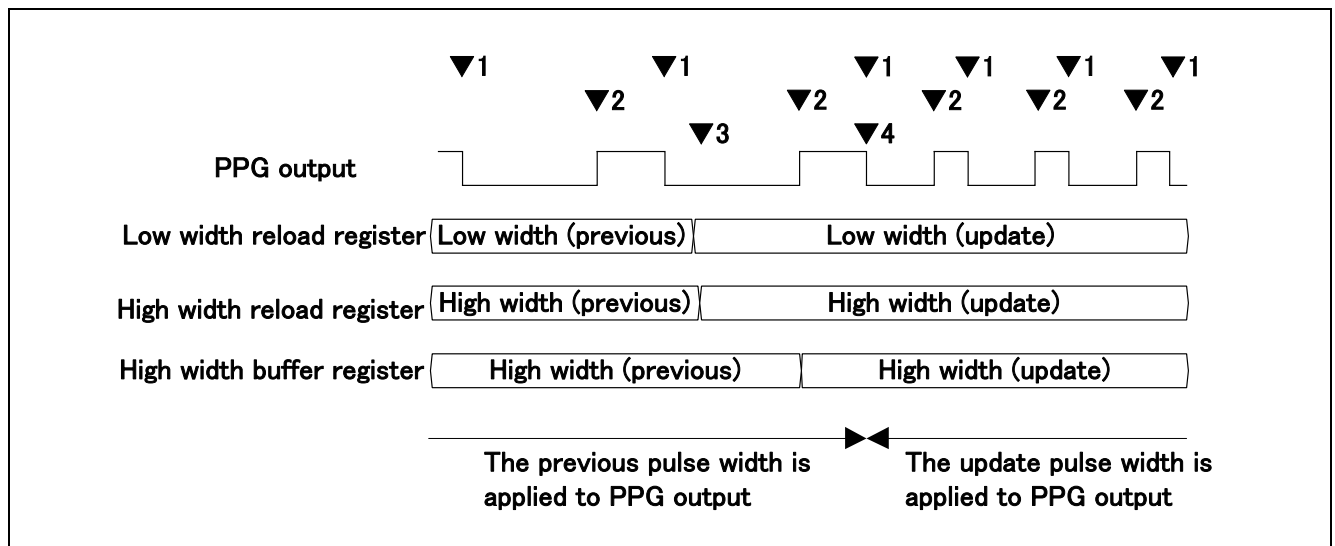 ▼1 ▼1 ▼1 ▼1 ▼1 ▼1
▼2 ▼2 ▼2 ▼2 ▼2
▼3 ▼4
PPG output
Low width reload register Low width (previous) Low width (update)
High width reload register High width (previous) High width (update)
High width buffer register High width (previous) High width (update)
The previous pulse width is
applied to PPG output
The update pulse width is
applied to PPG output